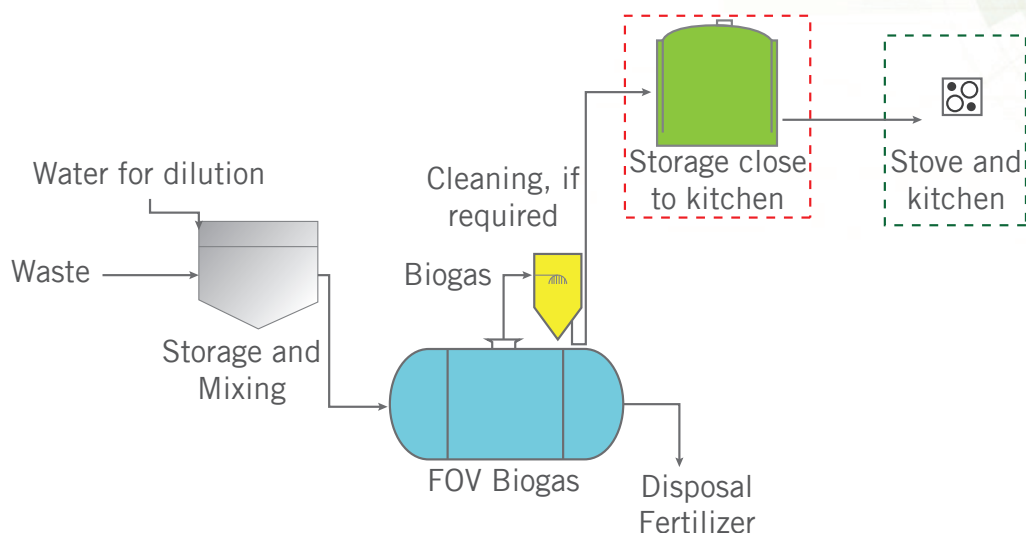 Water for dilution
Waste
Storage and
Mixing
Biogas
Cleaning, if
required
FOV Biogas
Disposal
Fertilizer
Storage close
to kitchen
Stove and
kitchen